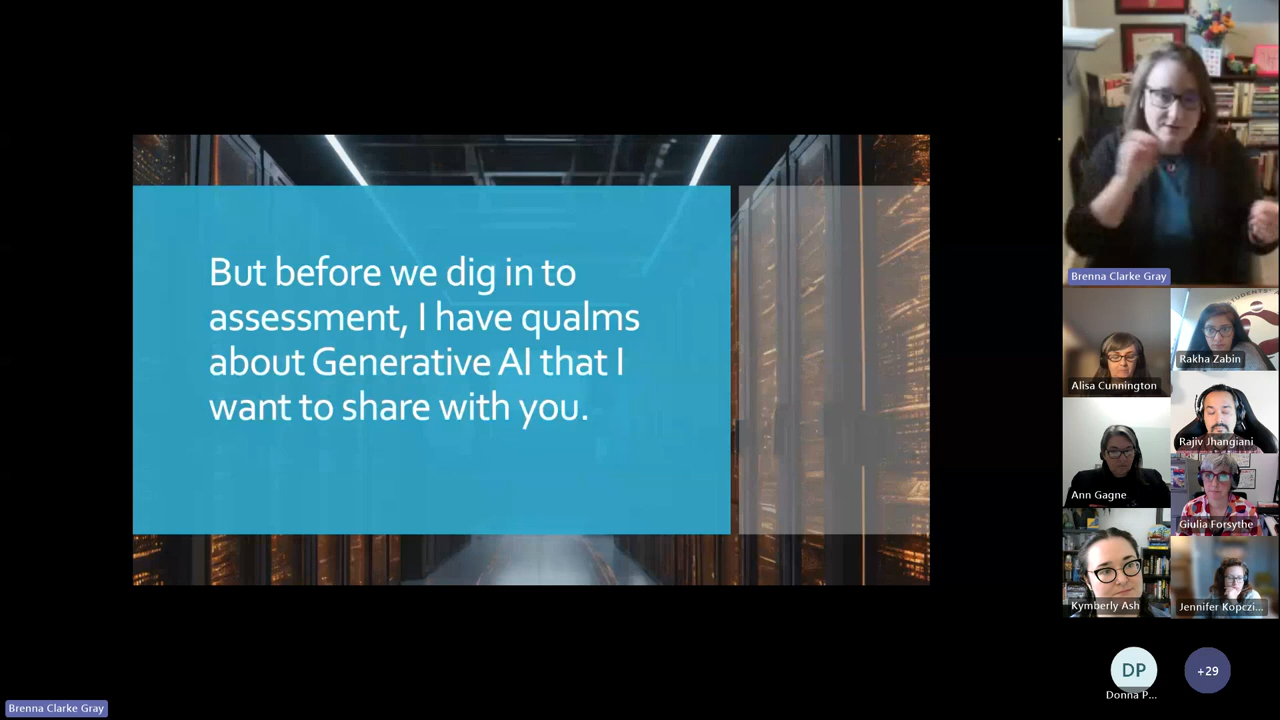 But before we dig in to
assessment, I have qualms
about Generative AI that I
want to share with you.
Brenna Clarke Gray
Alisa Cunnington
Rakha Zabin
Rajiv Jhangiani
Ann Gagne
Giulia Forsythe
Kymberly Ash
Jennifer Kopczi...
DP
Donna P...
+29
Brenna Clarke Gray